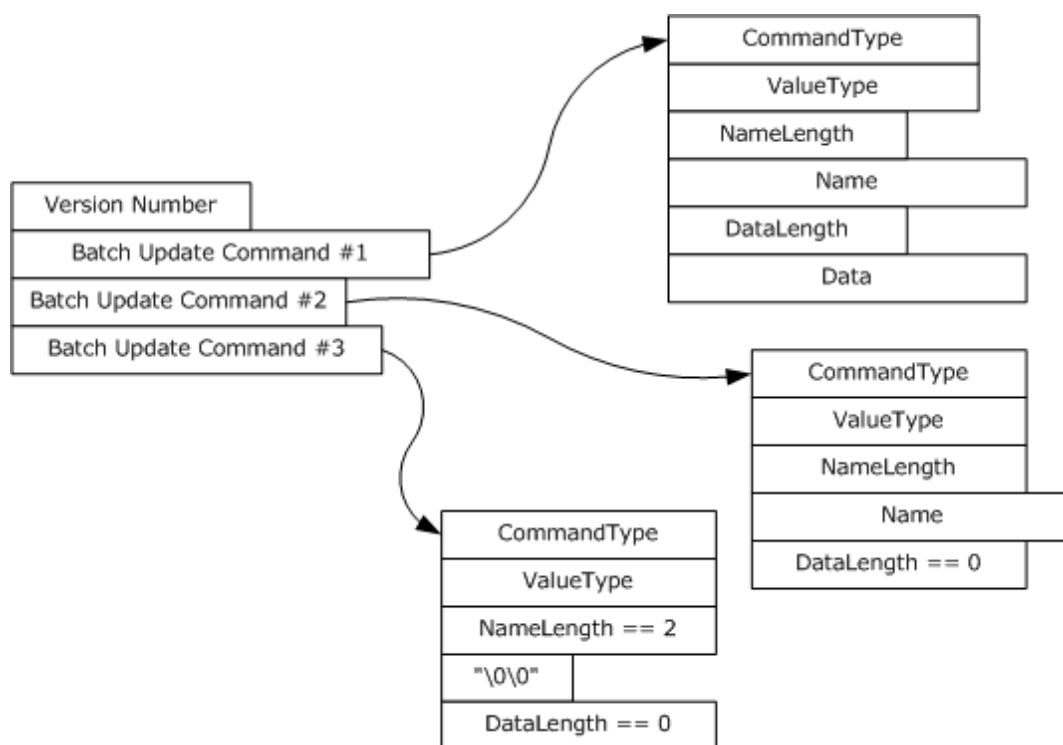 Version Number
Batch Update Command #1
Batch Update Command #2
Batch Update Command #3
CommandType
ValueType
NameLength
Name
DataLength
Data
CommandType
ValueType
NameLength
Name
DataLength == 0
CommandType
ValueType
NameLength == 2
"\0\0"
DataLength == 0